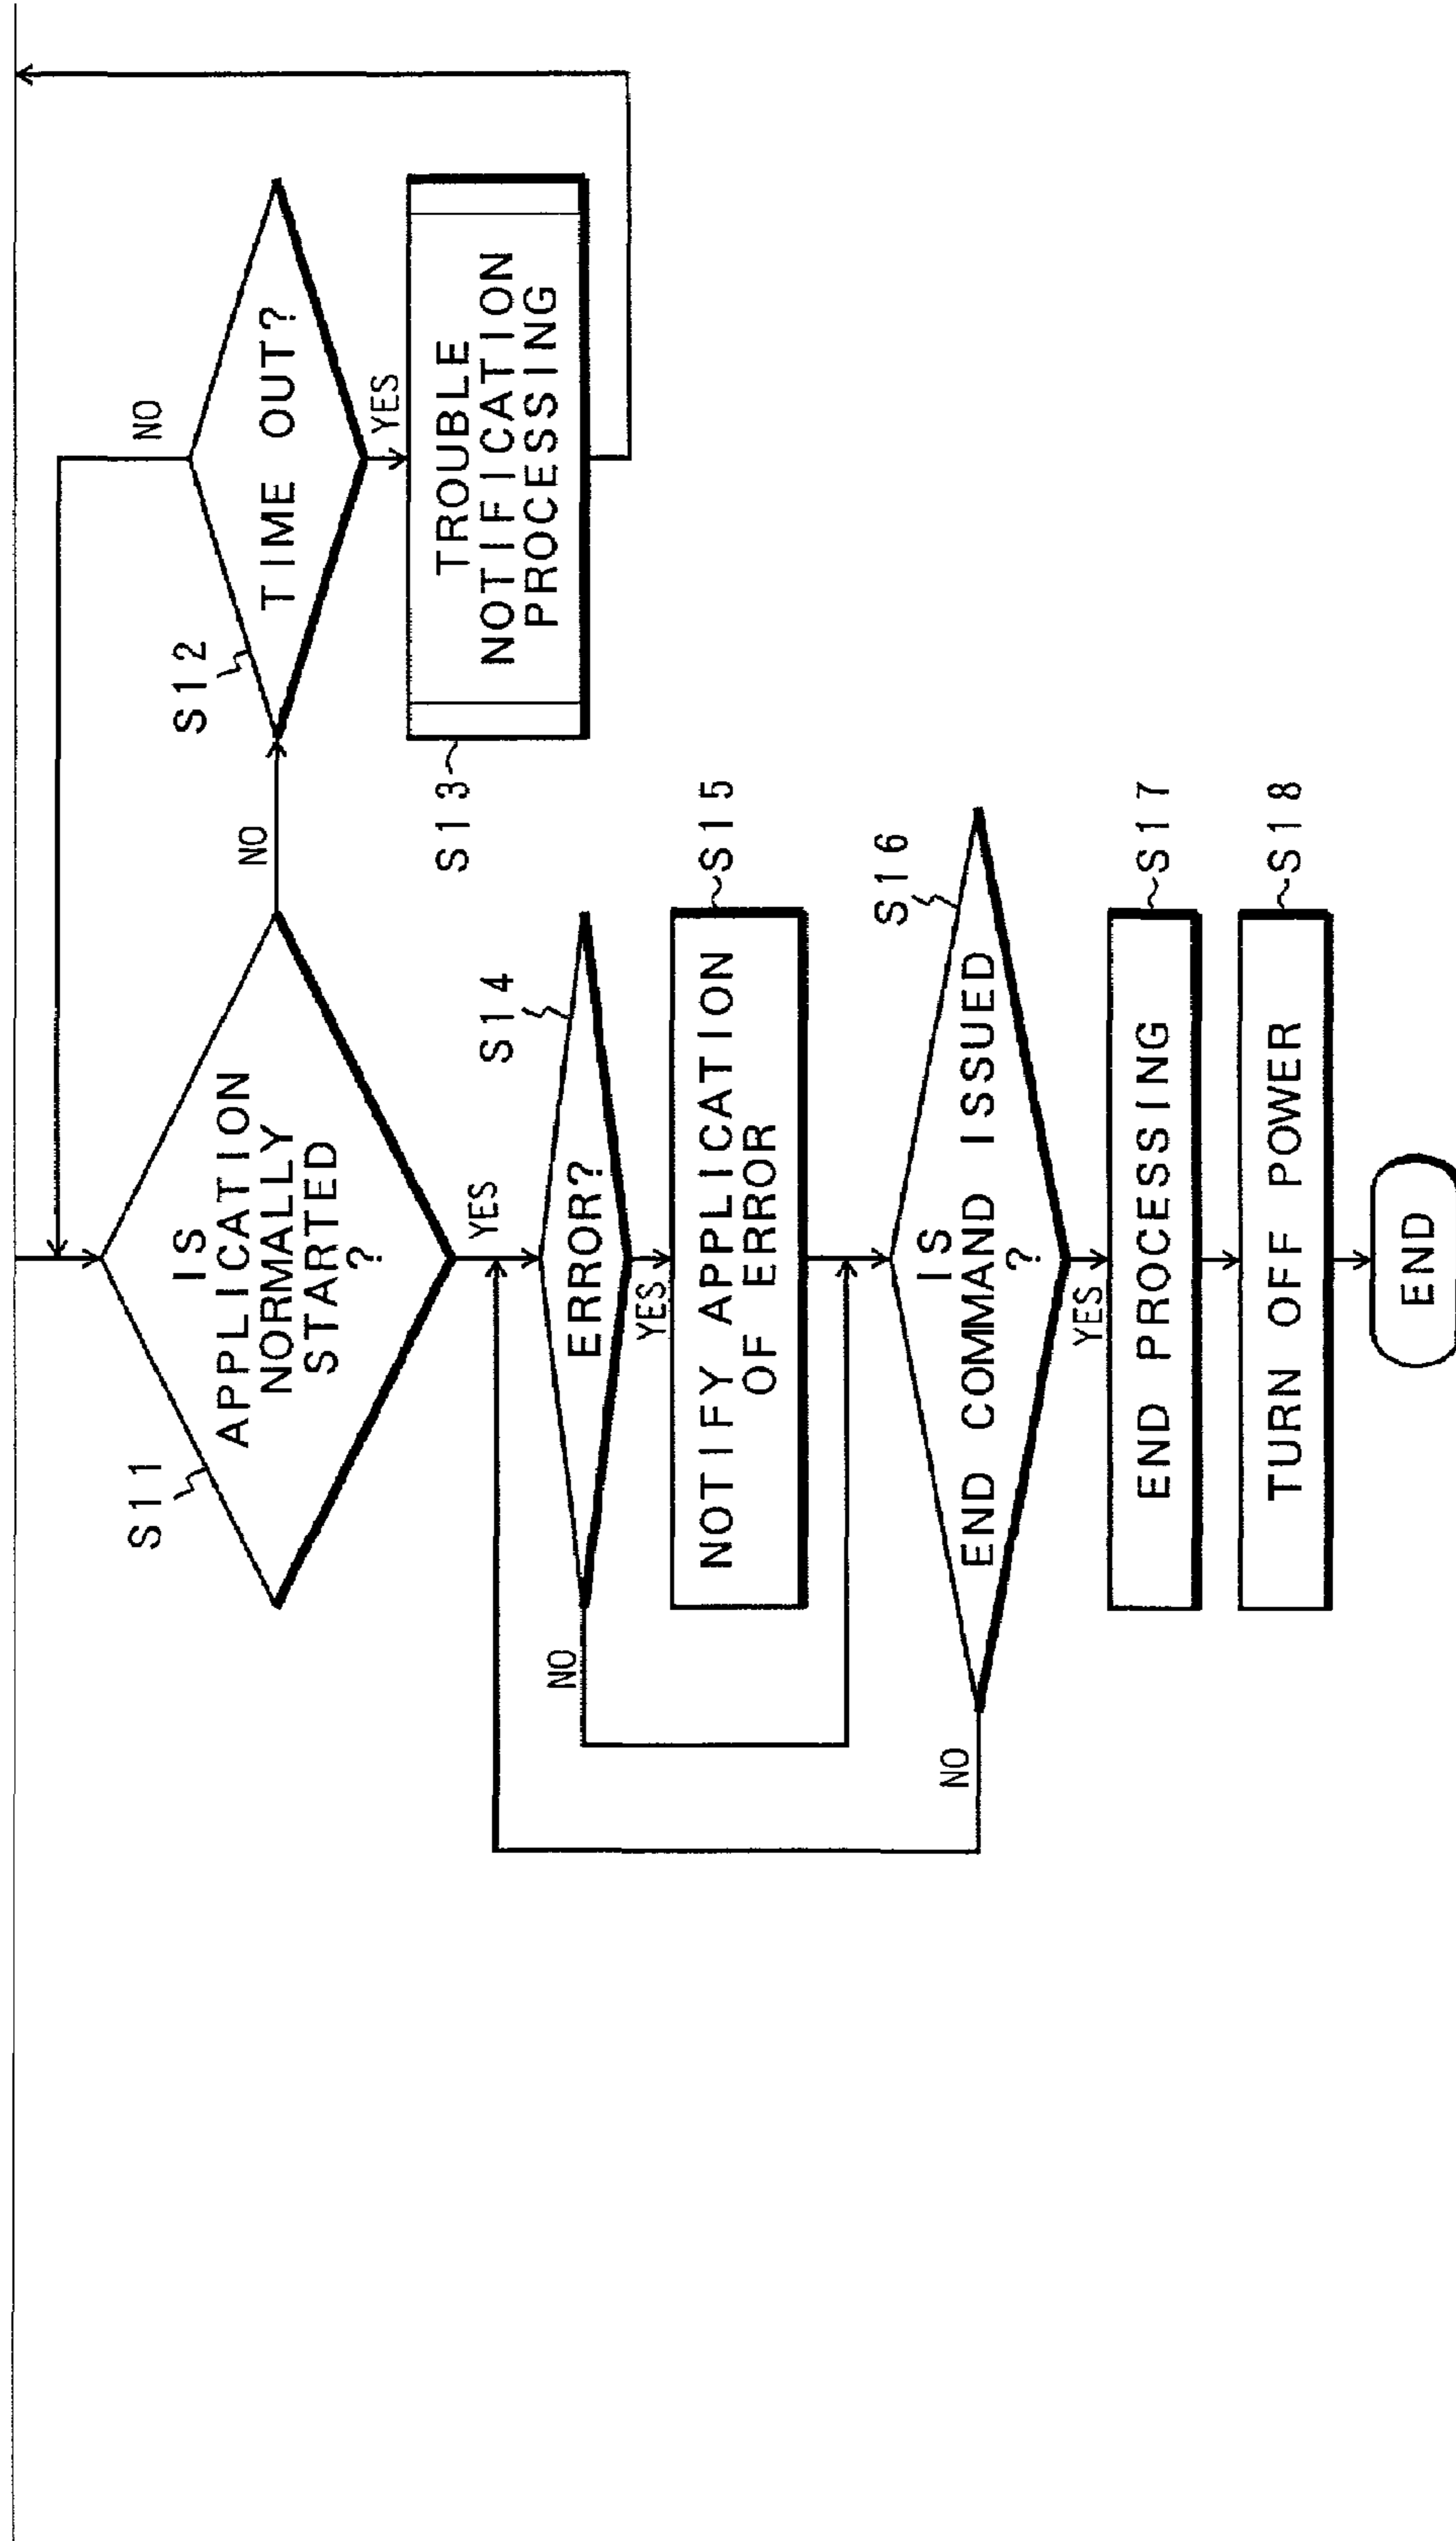 S11
IS
APPLICATION
NORMALLY
STARTED
?
NO
YES
S12
TIME OUT?
NO
YES
S13
TROUBLE
NOTIFICATION
PROCESSING
S14
ERROR?
NO
YES
NOTIFY APPLICATION
OF ERROR
S15
S16
IS
END COMMAND ISSUED
?
NO
YES
END PROCESSING
S17
TURN OFF POWER
S18
END